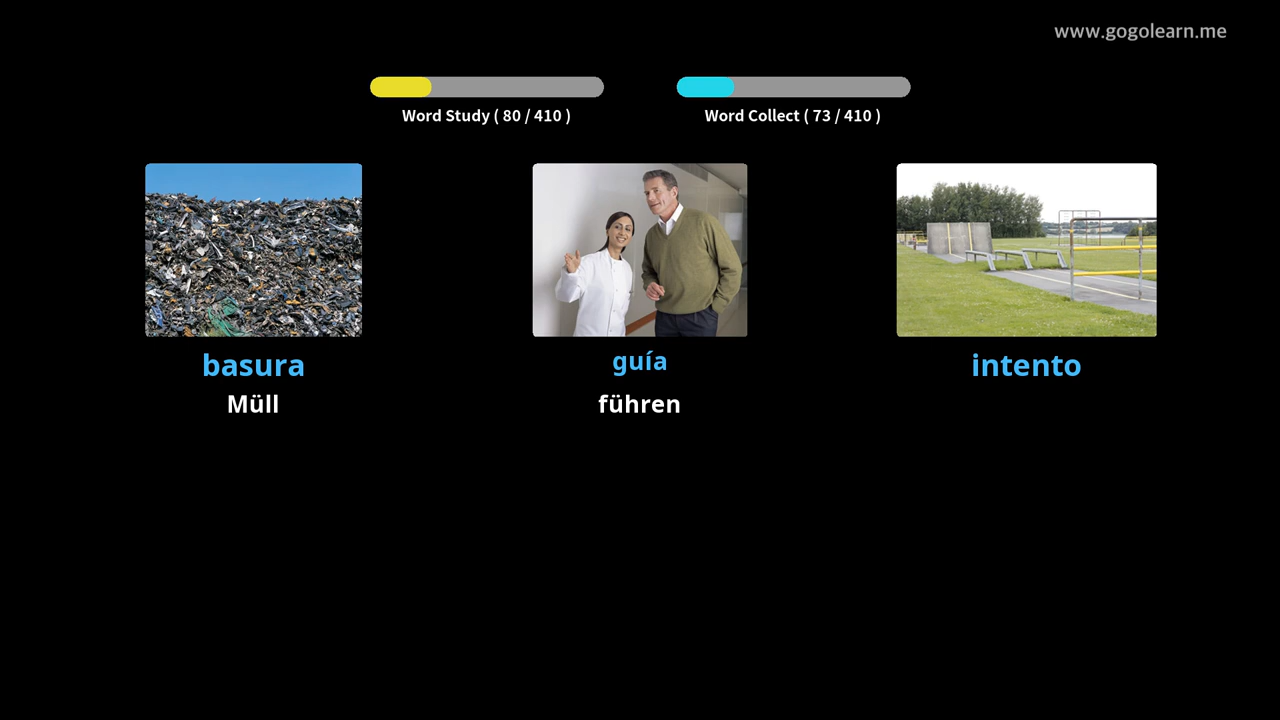 www.gogolearn.me
Word Study ( 80 / 410 )
Word Collect ( 73 / 410 )
basura
guía
intento
Müll
führen